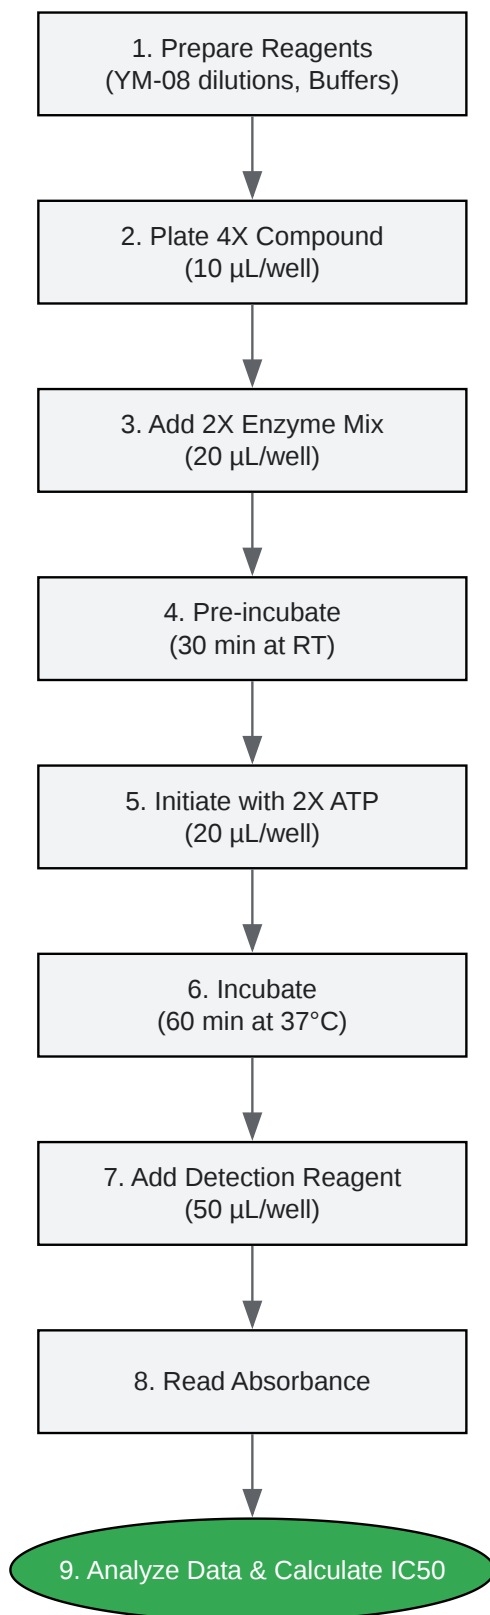 1. Prepare Reagents
(YM-08 dilutions, Buffers)
2. Plate 4X Compound
(10 µL/well)
3. Add 2X Enzyme Mix
(20 µL/well)
4. Pre-incubate
(30 min at RT)
5. Initiate with 2X ATP
(20 µL/well)
6. Incubate
(60 min at 37°C)
7. Add Detection Reagent
(50 µL/well)
8. Read Absorbance
9. Analyze Data & Calculate IC50